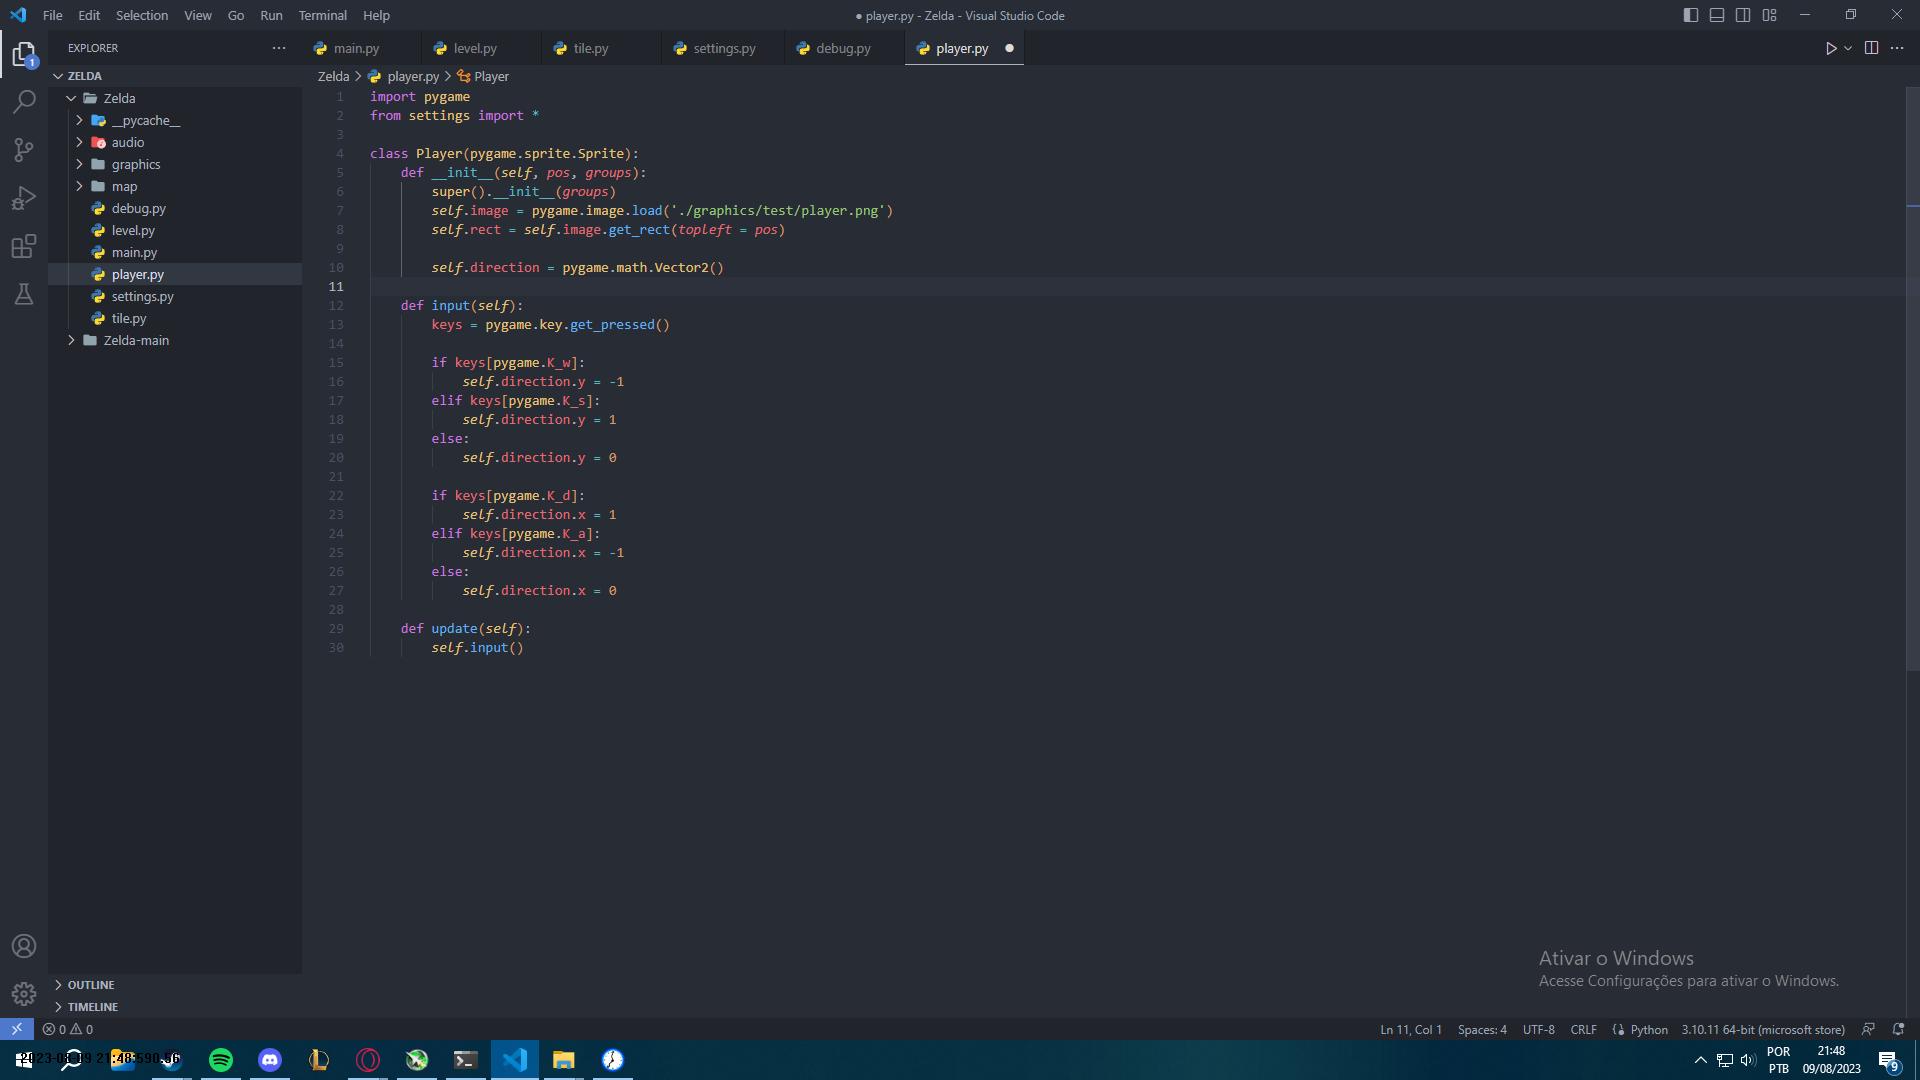 File Edit Selection View Go Run Terminal Help
● player.py - Zelda - Visual Studio Code
EXPLORER
main.py level.py tile.py settings.py debug.py player.py
1
ZELDA
Zelda > player.py > Player
Zelda
__pycache__
audio
graphics
map
debug.py
level.py
main.py
player.py
settings.py
tile.py
Zelda-main
OUTLINE
TIMELINE
1 import pygame
2 from settings import *
3
4 class Player(pygame.sprite.Sprite):
5 def __init__(self, pos, groups):
6 super().__init__(groups)
7 self.image = pygame.image.load('./graphics/test/player.png')
8 self.rect = self.image.get_rect(topleft = pos)
9
10 self.direction = pygame.math.Vector2()
11
12 def input(self):
13 keys = pygame.key.get_pressed()
14
15 if keys[pygame.K_w]:
16 self.direction.y = -1
17 elif keys[pygame.K_s]:
18 self.direction.y = 1
19 else:
20 self.direction.y = 0
21
22 if keys[pygame.K_d]:
23 self.direction.x = 1
24 elif keys[pygame.K_a]:
25 self.direction.x = -1
26 else:
27 self.direction.x = 0
28
29 def update(self):
30 self.input()
Ativar o Windows
Acesse Configurações para ativar o Windows.
0 0
Ln 11, Col 1 Spaces: 4 UTF-8 CRLF Python 3.10.11 64-bit (microsoft store)
POR
PTB
21:48
09/08/2023
9